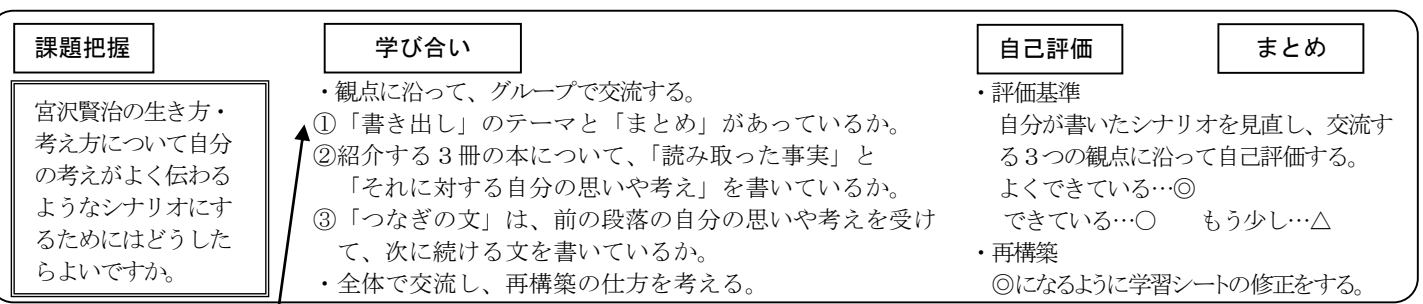 課題把握
宮沢賢治の生き方・
考え方について自分
の考えがよく伝わる
ようなシナリオにす
るためにはどうした
らよいですか。
学び合い
・観点に沿って、グループで交流する。
①「書き出し」のテーマと「まとめ」があっているか。
②紹介する3冊の本について、「読み取った事実」と
「それに対する自分の思いや考え」を書いているか。
③「つなぎの文」は、前の段落の自分の思いや考えを受け
て、次に続ける文を書いているか。
・全体で交流し、再構築の仕方を考える。
自己評価
まとめ
・評価基準
自分が書いたシナリオを見直し、交流す
る3つの観点に沿って自己評価する。
よくできている…◎
できている…○ もう少し…△
・再構築
◎になるように学習シートの修正をする。